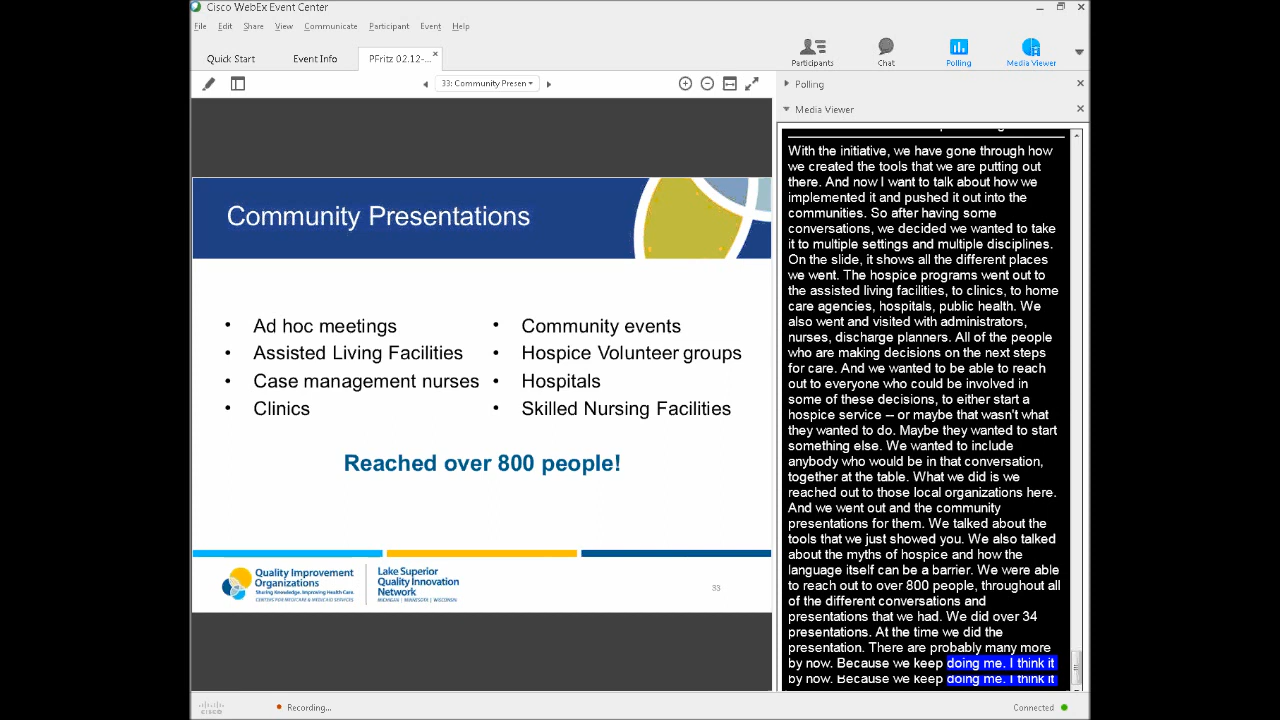 Cisco WebEx Event Center
File Edit Share View Communicate Participant Event Help
Quick Start Event Info PFritz 02.12-...
Participants Chat Polling Media Viewer
33: Community Presen
Polling
Media Viewer
Community Presentations
• Ad hoc meetings
• Assisted Living Facilities
• Case management nurses
• Clinics
• Community events
• Hospice Volunteer groups
• Hospitals
• Skilled Nursing Facilities
Reached over 800 people!
Quality Improvement
Organizations
Sharing Knowledge. Improving Health Care.
CENTERS FOR MEDICARE & MEDICAID SERVICES
Lake Superior
Quality Innovation
Network
MICHIGAN | MINNESOTA | WISCONSIN
33
With the initiative, we have gone through how
we created the tools that we are putting out
there. And now I want to talk about how we
implemented it and pushed it out into the
communities. So after having some
conversations, we decided we wanted to take
it to multiple settings and multiple disciplines.
On the slide, it shows all the different places
we went. The hospice programs went out to
the assisted living facilities, to clinics, to home
care agencies, hospitals, public health. We
also went and visited with administrators,
nurses, discharge planners. All of the people
who are making decisions on the next steps
for care. And we wanted to be able to reach
out to everyone who could be involved in
some of these decisions, to either start a
hospice service -- or maybe that wasn't what
they wanted to do. Maybe they wanted to start
something else. We wanted to include
anybody who would be in that conversation,
together at the table. What we did is we
reached out to those local organizations here.
And we went out and the community
presentations for them. We talked about the
tools that we just showed you. We also talked
about the myths of hospice and how the
language itself can be a barrier. We were able
to reach out to over 800 people, throughout all
of the different conversations and
presentations that we had. We did over 34
presentations. At the time we did the
presentation. There are probably many more
by now. Because we keep doing me. I think it
by now. Because we keep doing me. I think it
cisco
Recording...
Connected